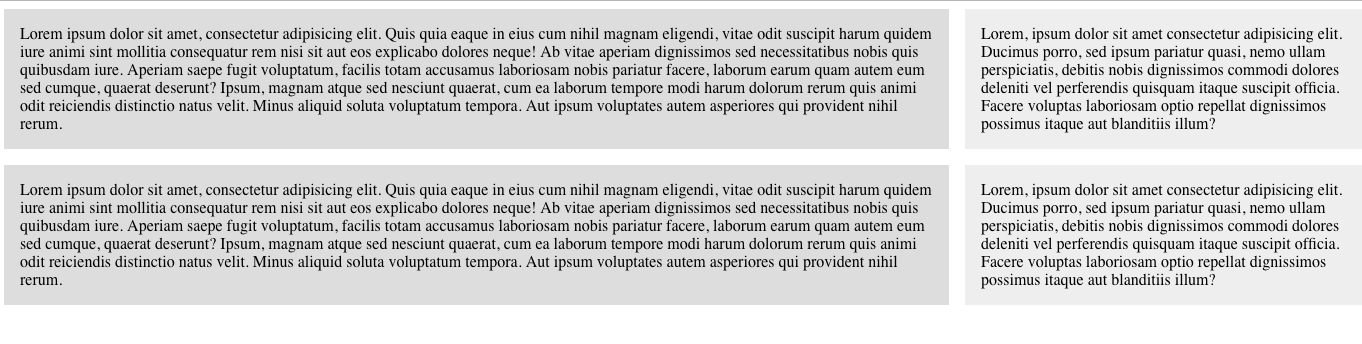 Lorem ipsum dolor sit amet, consectetur adipisicing elit. Quis quia eaque in eius cum nihil magnam eligendi, vitae odit suscipit harum quidem
iure animi sint mollitia consequatur rem nisi sit aut eos explicabo dolores neque! Ab vitae aperiam dignissimos sed necessitatibus nobis quis
quibusdam iure. Aperiam saepe fugit voluptatum, facilis totam accusamus laboriosam nobis pariatur facere, laborum earum quam autem eum
sed cumque, quaerat deserunt? Ipsum, magnam atque sed nesciunt quaerat, cum ea laborum tempore modi harum dolorum rerum quis animi
odit reiciendis distinctio natus velit. Minus aliquid soluta voluptatum tempora. Aut ipsum voluptates autem asperiores qui provident nihil
rerum.
Lorem, ipsum dolor sit amet consectetur adipisicing elit.
Ducimus porro, sed ipsum pariatur quasi, nemo ullam
perspiciatis, debitis nobis dignissimos commodi dolores
deleniti vel perferendis quisquam itaque suscipit officia.
Facere voluptas laboriosam optio repellat dignissimos
possimus itaque aut blanditiis illum?
Lorem ipsum dolor sit amet, consectetur adipisicing elit. Quis quia eaque in eius cum nihil magnam eligendi, vitae odit suscipit harum quidem
iure animi sint mollitia consequatur rem nisi sit aut eos explicabo dolores neque! Ab vitae aperiam dignissimos sed necessitatibus nobis quis
quibusdam iure. Aperiam saepe fugit voluptatum, facilis totam accusamus laboriosam nobis pariatur facere, laborum earum quam autem eum
sed cumque, quaerat deserunt? Ipsum, magnam atque sed nesciunt quaerat, cum ea laborum tempore modi harum dolorum rerum quis animi
odit reiciendis distinctio natus velit. Minus aliquid soluta voluptatum tempora. Aut ipsum voluptates autem asperiores qui provident nihil
rerum.
Lorem, ipsum dolor sit amet consectetur adipisicing elit.
Ducimus porro, sed ipsum pariatur quasi, nemo ullam
perspiciatis, debitis nobis dignissimos commodi dolores
deleniti vel perferendis quisquam itaque suscipit officia.
Facere voluptas laboriosam optio repellat dignissimos
possimus itaque aut blanditiis illum?